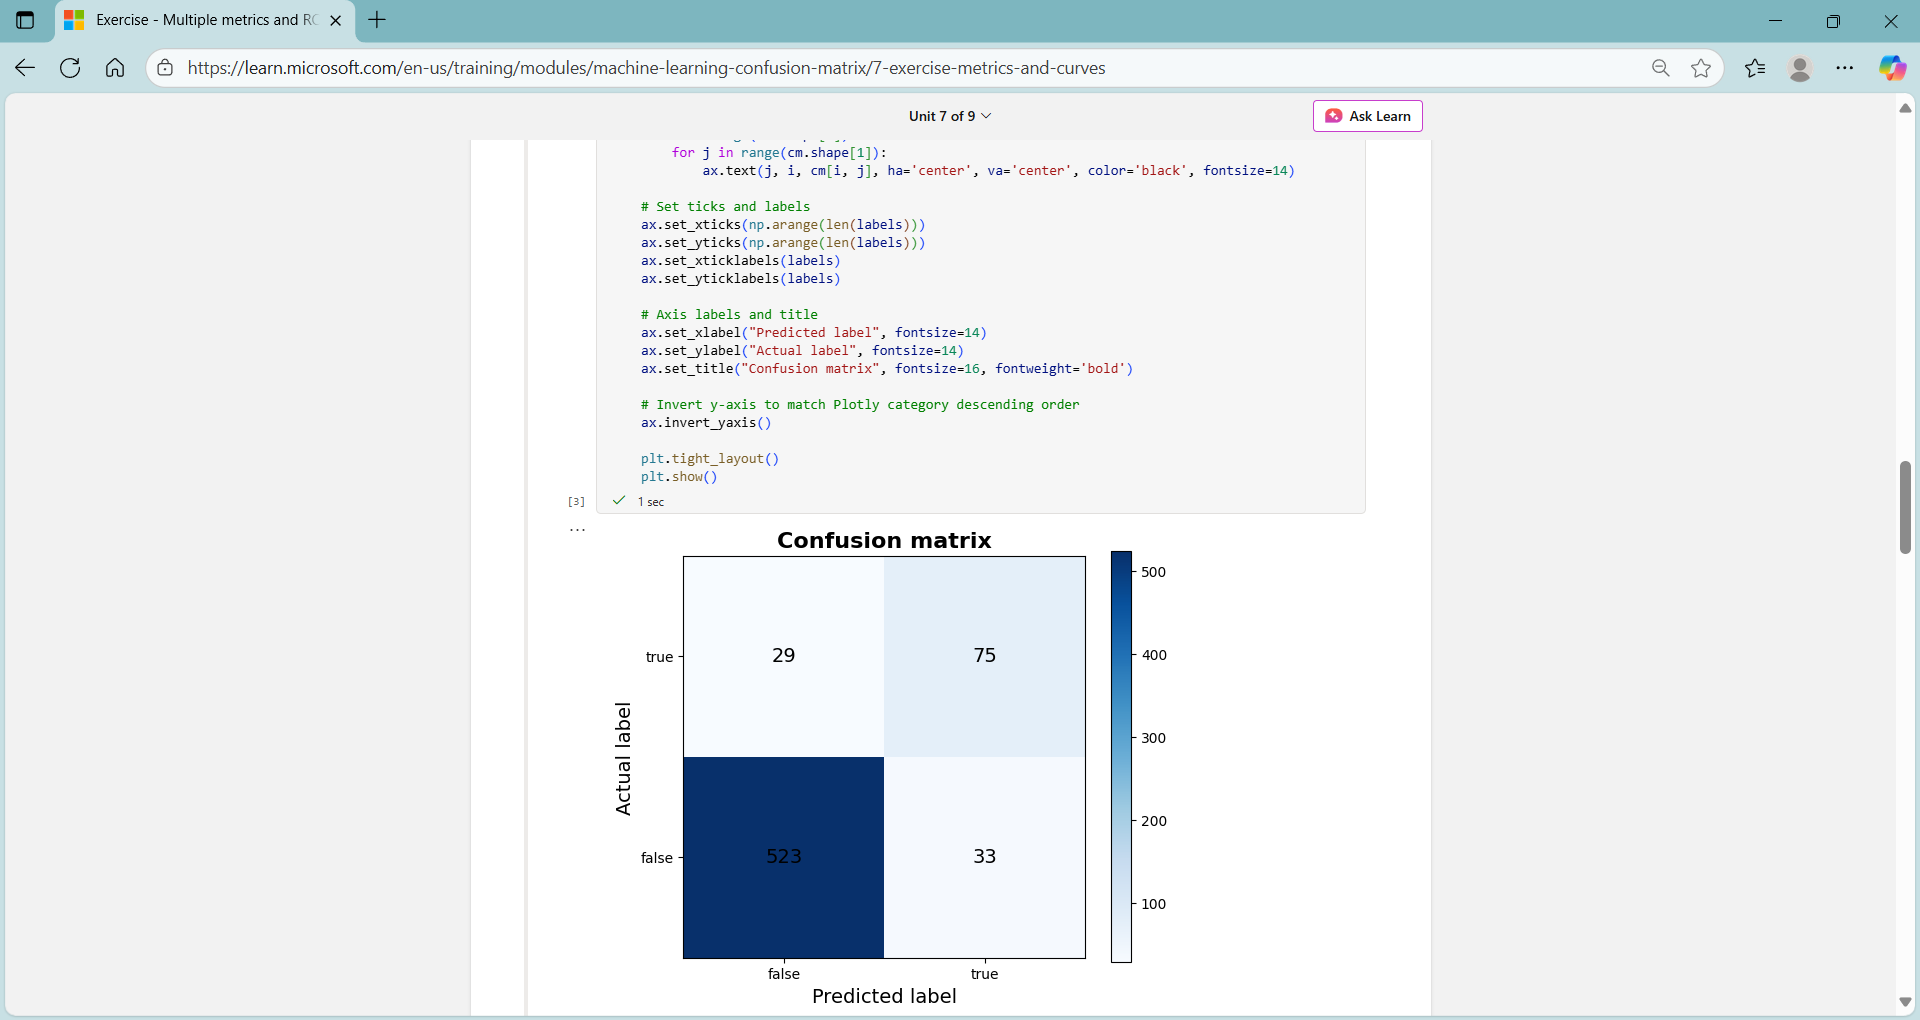 Exercise - Multiple metrics and RO
https://learn.microsoft.com/en-us/training/modules/machine-learning-confusion-matrix/7-exercise-metrics-and-curves
Unit 7 of 9
Ask Learn
for j in range(cm.shape[1]):
ax.text(j, i, cm[i, j], ha='center', va='center', color='black', fontsize=14)
# Set ticks and labels
ax.set_xticks(np.arange(len(labels)))
ax.set_yticks(np.arange(len(labels)))
ax.set_xticklabels(labels)
ax.set_yticklabels(labels)
# Axis labels and title
ax.set_xlabel("Predicted label", fontsize=14)
ax.set_ylabel("Actual label", fontsize=14)
ax.set_title("Confusion matrix", fontsize=16, fontweight='bold')
# Invert y-axis to match Plotly category descending order
ax.invert_yaxis()
plt.tight_layout()
plt.show()
[3]
1 sec
...
Confusion matrix
500
400
300
200
100
true
29
75
Actual label
false
523
33
false
true
Predicted label